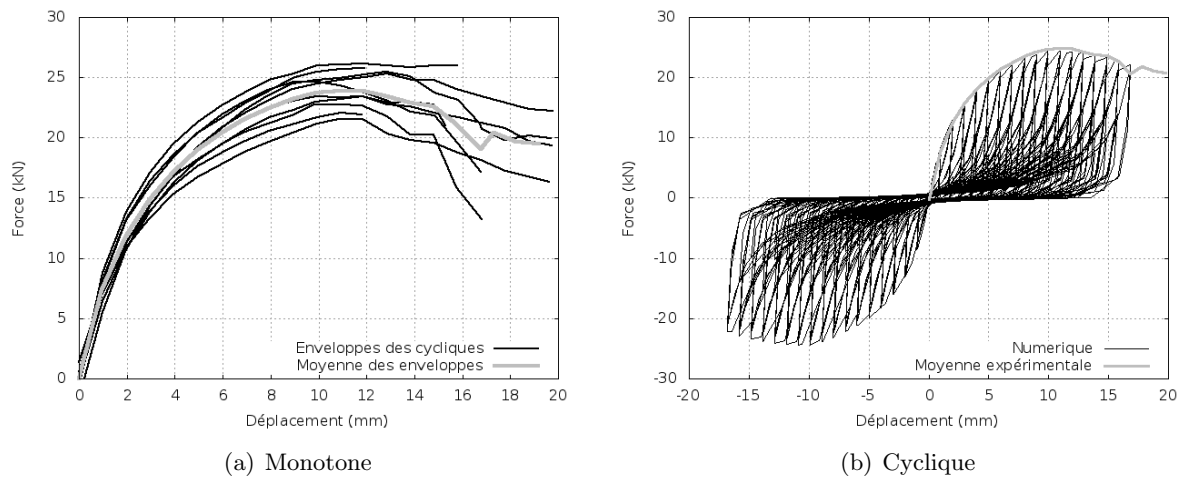 30
25
20
15
10
5
0
Force (kN)
0 2 4 6 8 10 12 14 16 18 20
Déplacement (mm)
Enveloppes des cycliques
Moyenne des enveloppes
(a) Monotone
30
20
10
0
-10
-20
-30
Force (kN)
-20 -15 -10 -5 0 5 10 15 20
Déplacement (mm)
Numerique
Moyenne expérimentale
(b) Cyclique